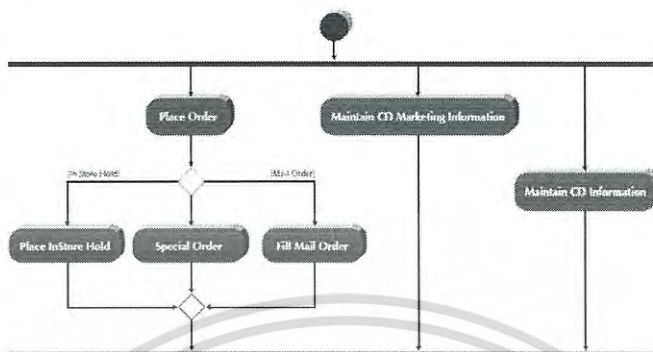 Place Order
Maintain CD Marketing Information
[In Store Hold]
[Mail Order]
Maintain CD Information
Place InStore Hold
Special Order
Fill Mail Order